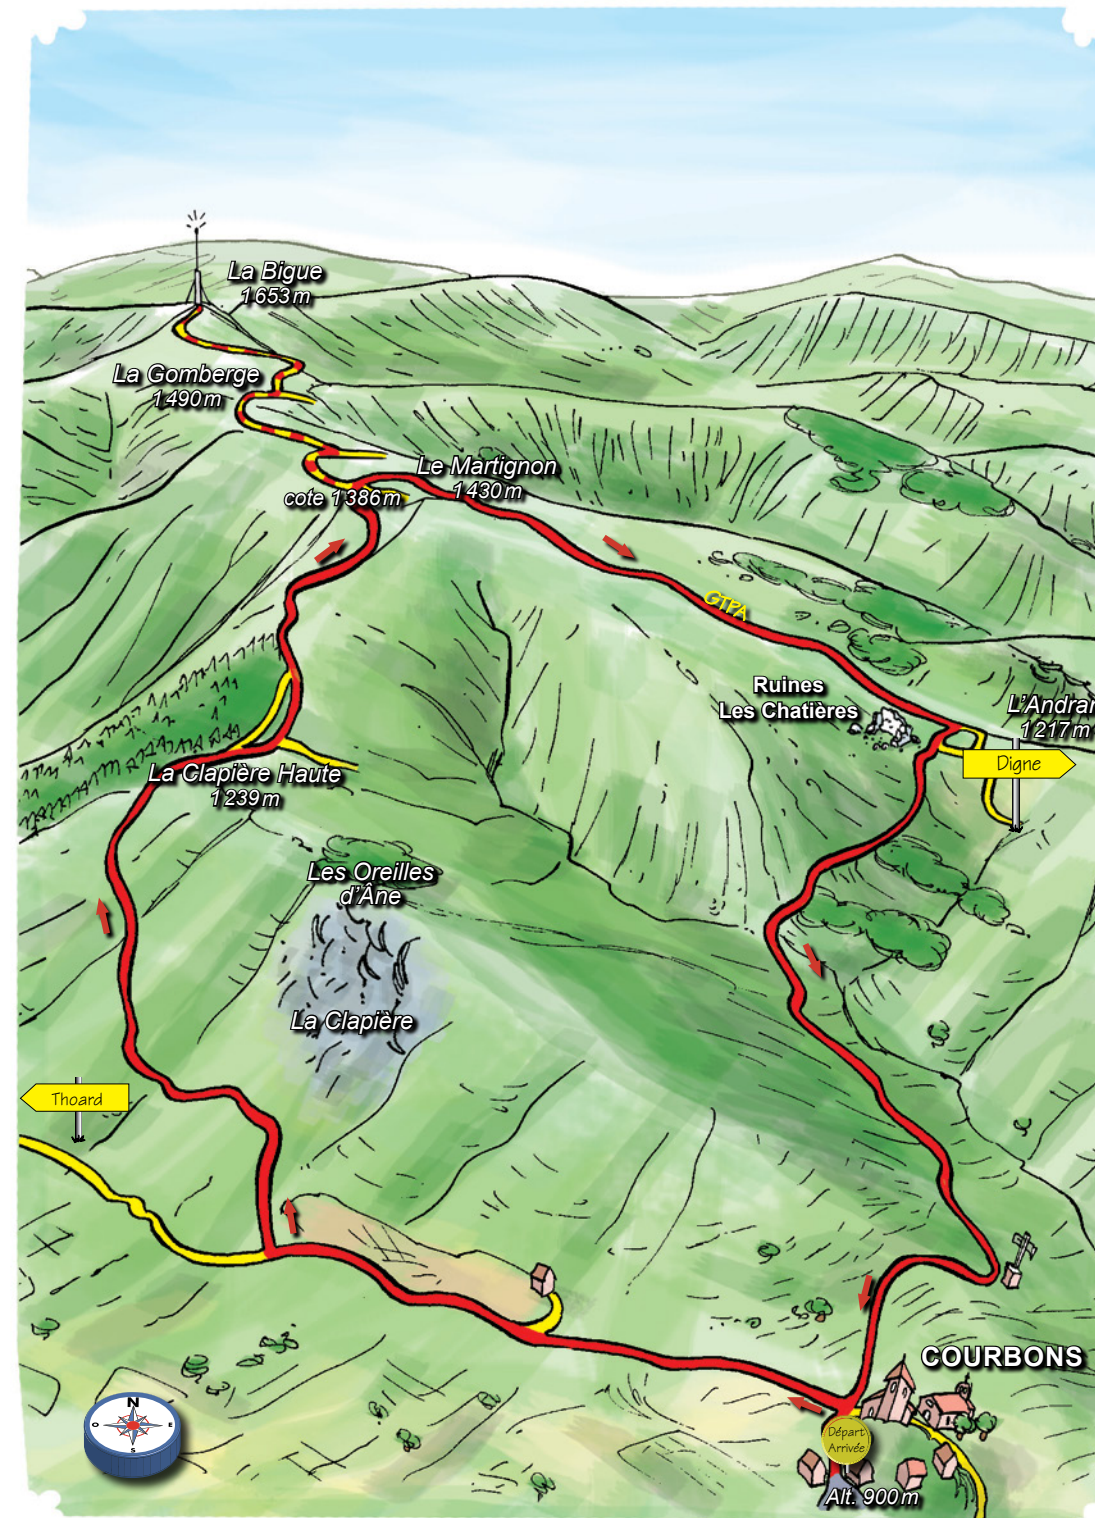 La Bigue
1 653 m
La Gomberge
1 490 m
Le Martignon
1 430 m
cote 1 386 m
GTPA
Ruines
Les Chatières
L'Andran
1 217 m
Digne
La Clapière Haute
1 239 m
Les Oreilles
d'Âne
La Clapière
Thoard
COURBONS
N
O
E
S
Départ
Arrivée
Alt. 900 m